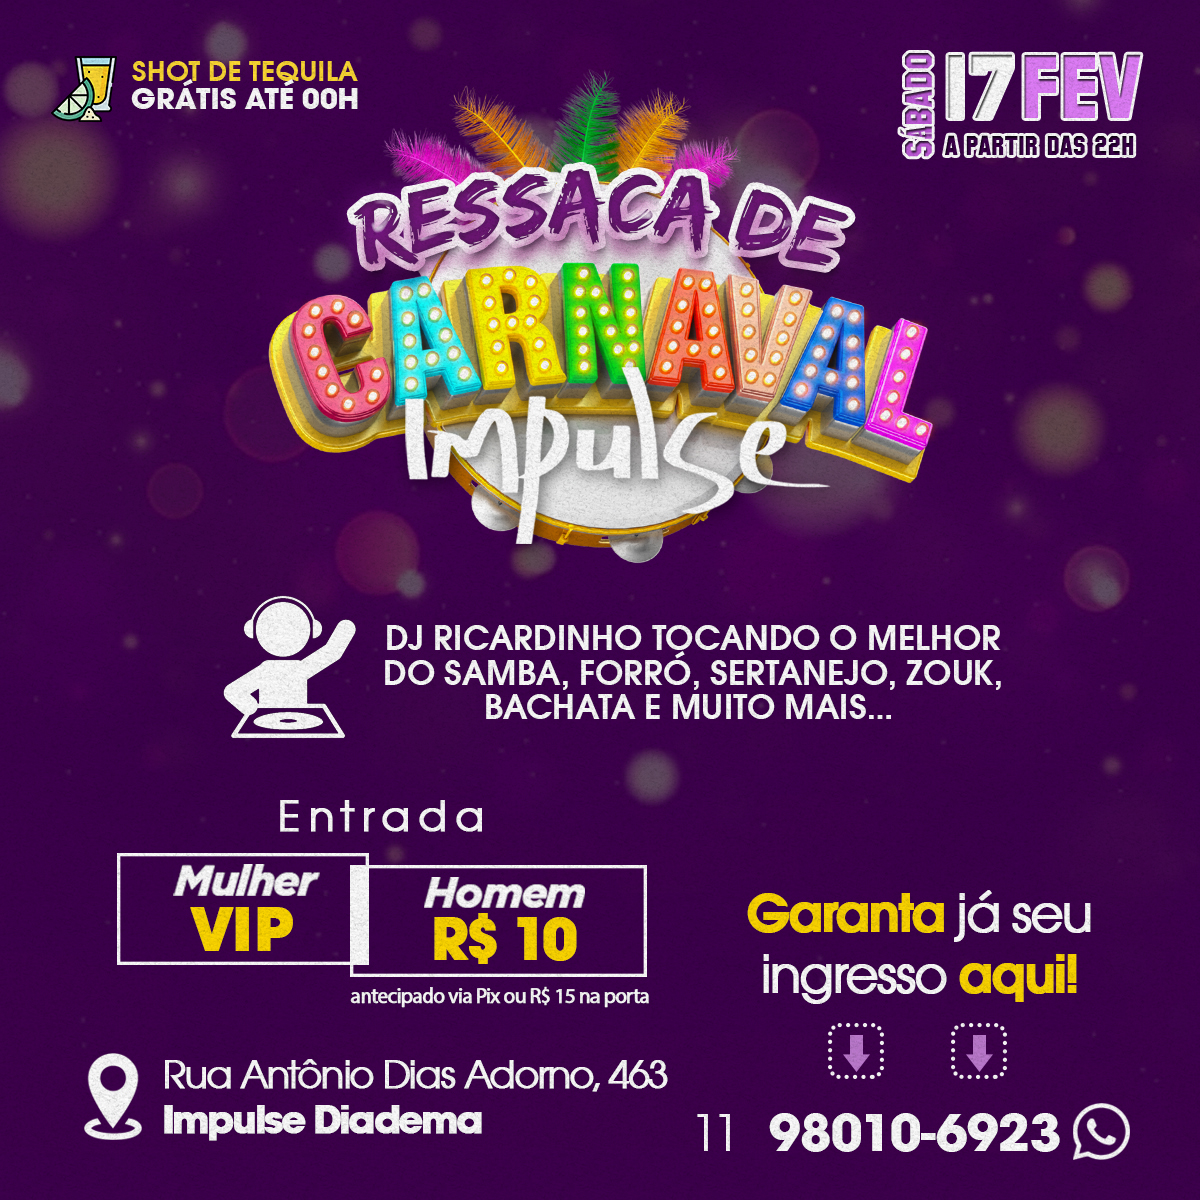 SHOT DE TEQUILA
GRÁTIS ATÉ 00H
SÁBADO
17 FEV
A PARTIR DAS 22H
RESSACA DE
CARNAVAL
Impulse
DJ RICARDINHO TOCANDO O MELHOR
DO SAMBA, FORRÓ, SERTANEJO, ZOUK,
BACHATA E MUITO MAIS...
Entrada
Mulher
VIP
Homem
R$ 10
antecipado via Pix ou R$ 15 na porta
Garanta já seu
ingresso aqui!
Rua Antônio Dias Adorno, 463
Impulse Diadema
11 98010-6923